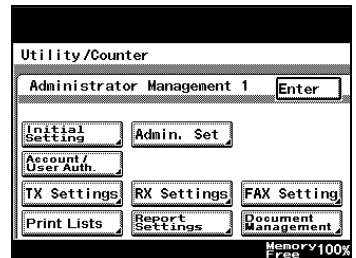 Utility/Counter
Administrator Management 1 Enter
Initial
Setting
Admin. Set
Account/
User Auth.
TX Settings RX Settings FAX Setting
Print Lists
Report
Settings
Document
Management
Memory
Free
100%